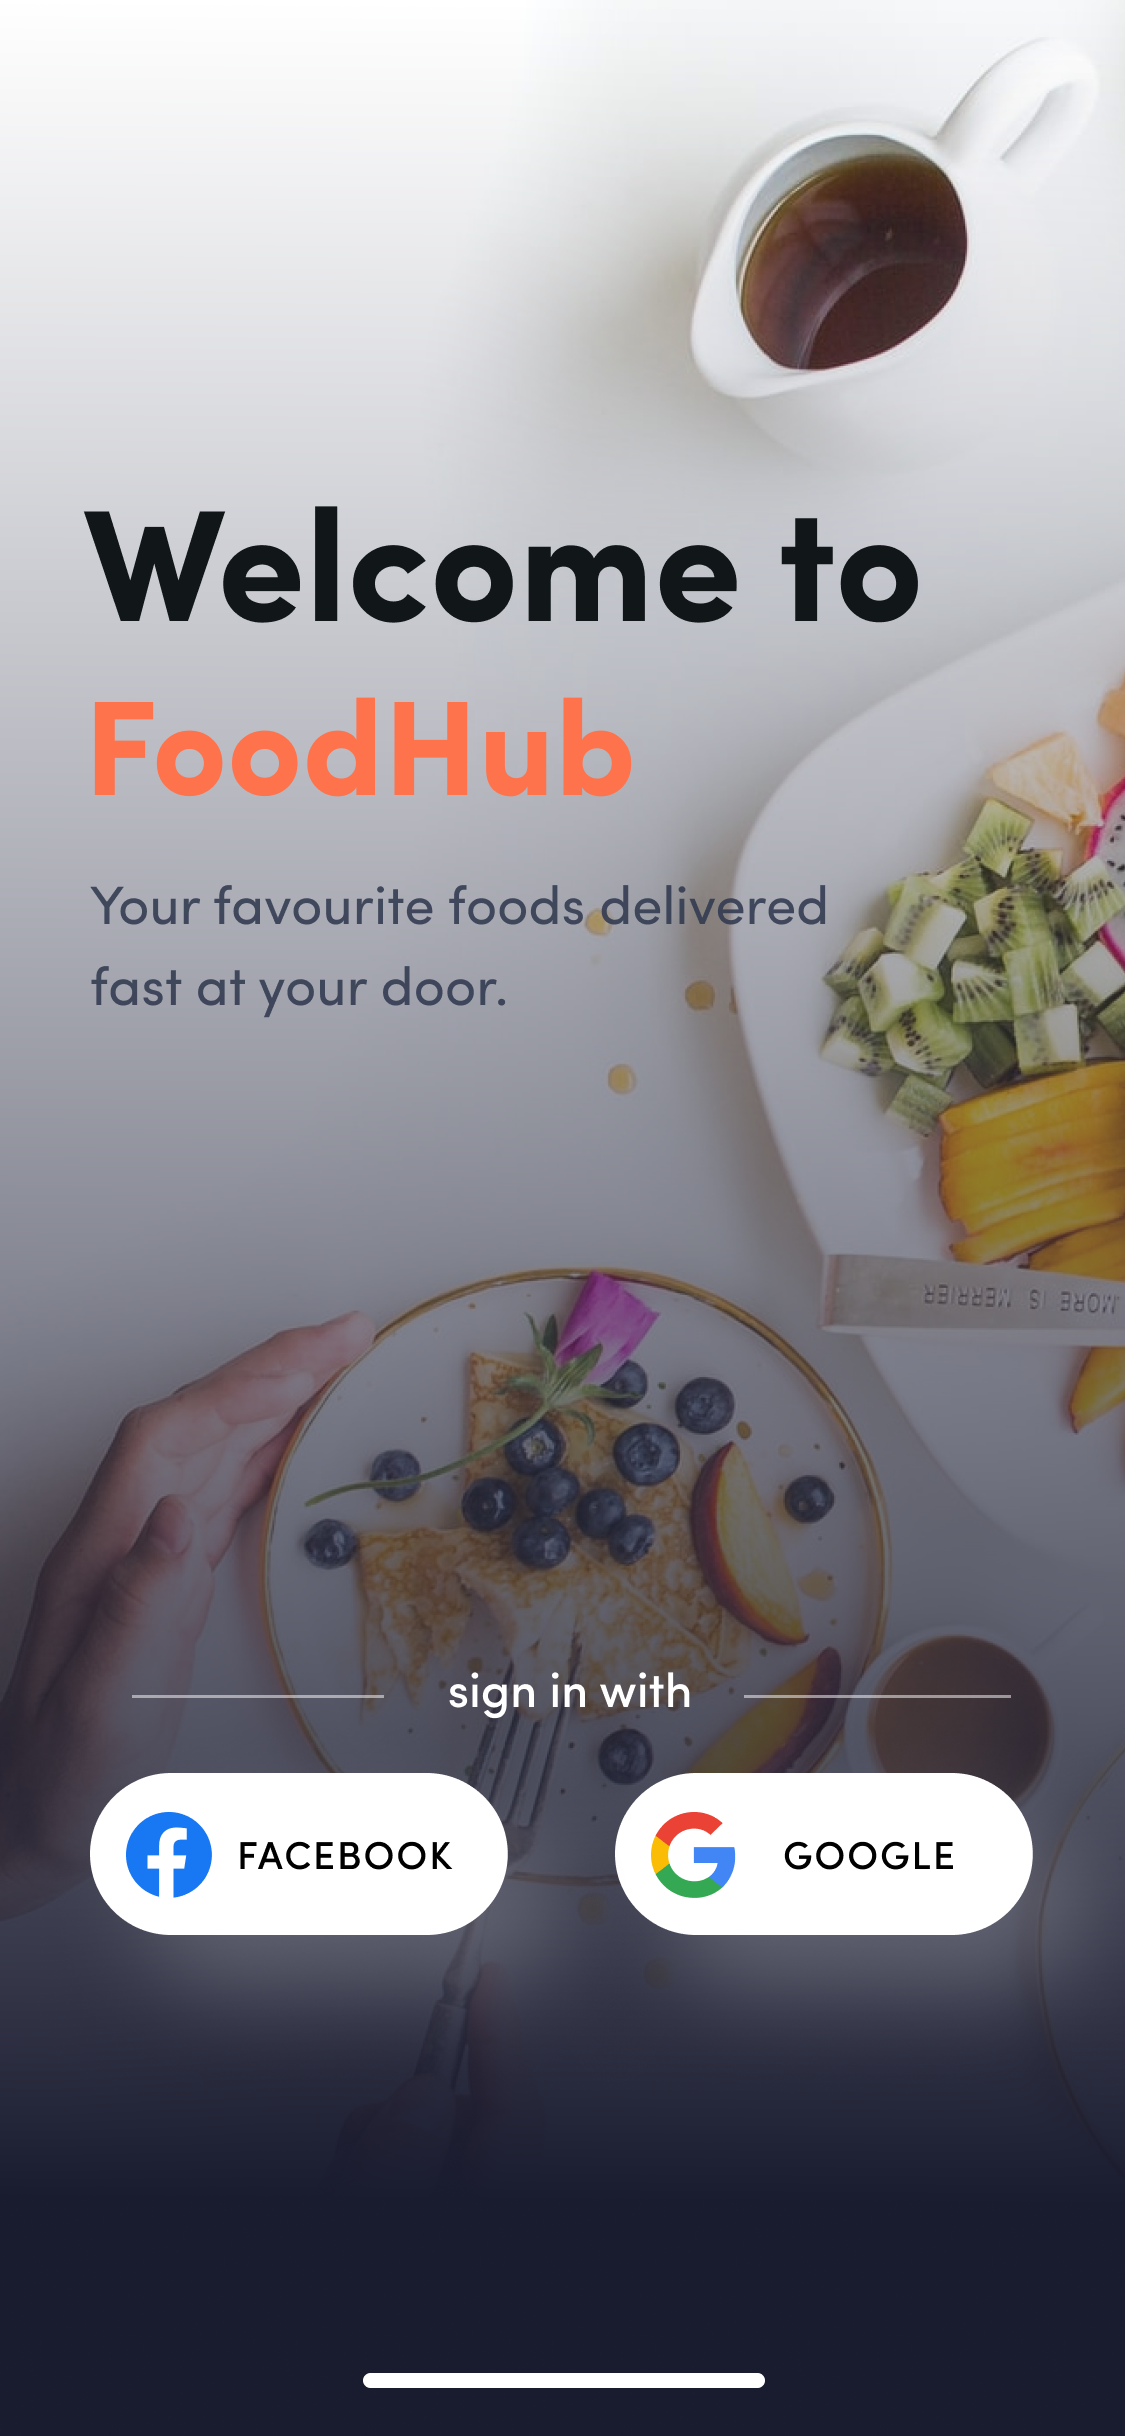 Welcome to
FoodHub
Your favourite foods delivered
fast at your door.
MORE IS MERRIER
sign in with
FACEBOOK
GOOGLE